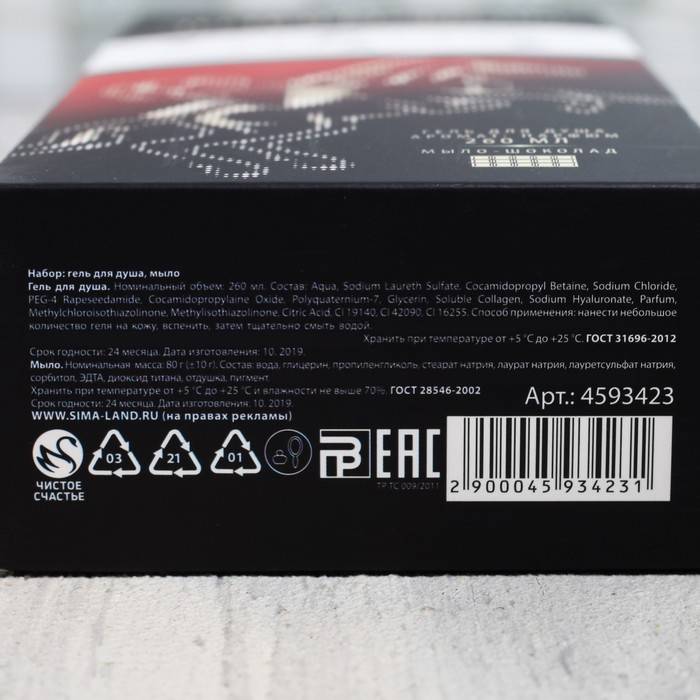 ГЕЛЬ ДЛЯ ДУША
260 МЛ
МЫЛО-ШОКОЛАД
Набор: гель для душа, мыло
Гель для душа. Номинальный объем: 260 мл. Состав: Aqua, Sodium Laureth Sulfate, Cocamidopropyl Betaine, Sodium Chloride,
PEG-4 Rapeseedamide, Cocamidopropylaine Oxide, Polyquaternium-7, Glycerin, Soluble Collagen, Sodium Hyaluronate, Parfum,
Methylchloroisothiazolinone, Methylisothiazolinone, Citric Acid, CI 19140, CI 42090, CI 16255. Способ применения: нанести небольшое
количество геля на кожу, вспенить, затем тщательно смыть водой.
Хранить при температуре от +5 °С до +25 °С. ГОСТ 31696-2012
Срок годности: 24 месяца. Дата изготовления: 10. 2019.
Мыло. Номинальная масса: 80 г (±10 г). Состав: вода, глицерин, пропиленгликоль, стеарат натрия, лаурат натрия, лауретсульфат натрия,
сорбитол, ЭДТА, диоксид титана, отдушка, пигмент.
Хранить при температуре от +5 °С до +25 °С и влажности не выше 70%. ГОСТ 28546-2002
Срок годности: 24 месяца. Дата изготовления: 10. 2019.
WWW.SIMA-LAND.RU (на правах рекламы)
Арт.: 4593423
ЧИСТОЕ
СЧАСТЬЕ
03
21
01
EAC
ТР ТС 009/2011
2 900045 934231